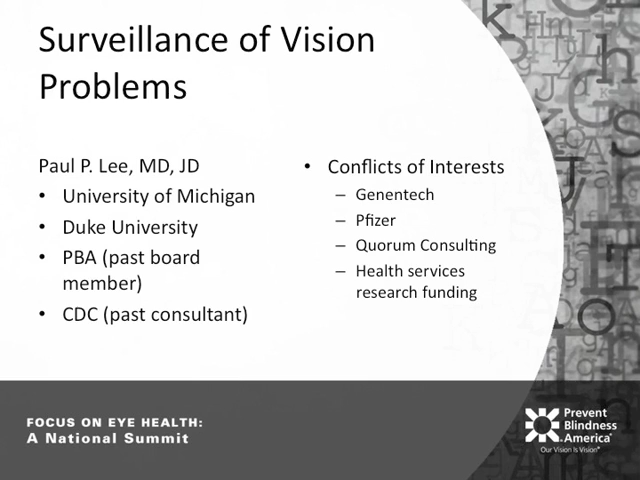 Surveillance of Vision
Problems
Paul P. Lee, MD, JD
• University of Michigan
• Duke University
• PBA (past board
member)
• CDC (past consultant)
• Conflicts of Interests
– Genentech
– Pfizer
– Quorum Consulting
– Health services
research funding
FOCUS ON EYE HEALTH:
A National Summit
Prevent
Blindness
America®
Our Vision Is Vision®